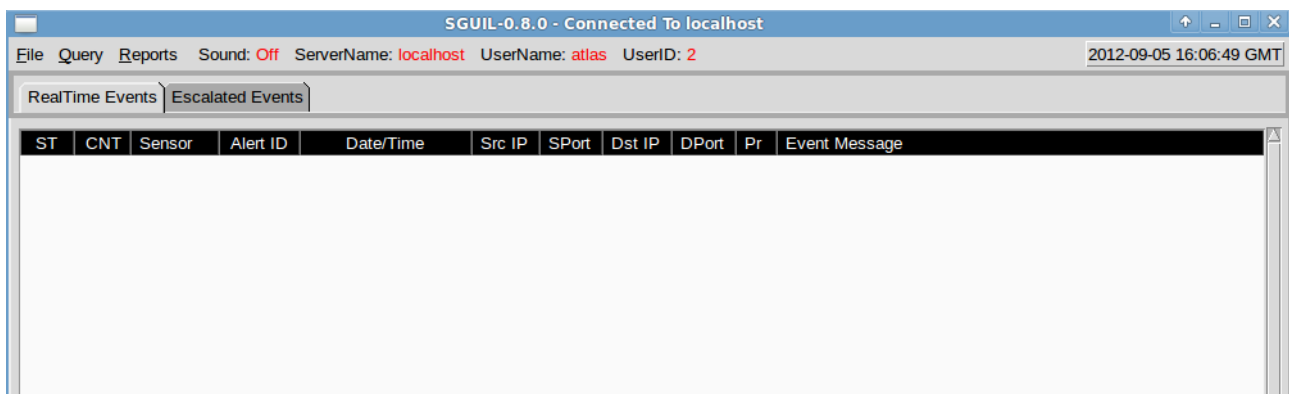 SGUIL-0.8.0 - Connected To localhost
File Query Reports Sound: Off ServerName: localhost UserName: atlas UserID: 2 2012-09-05 16:06:49 GMT
RealTime Events Escalated Events
ST CNT Sensor Alert ID Date/Time Src IP SPort Dst IP DPort Pr Event Message